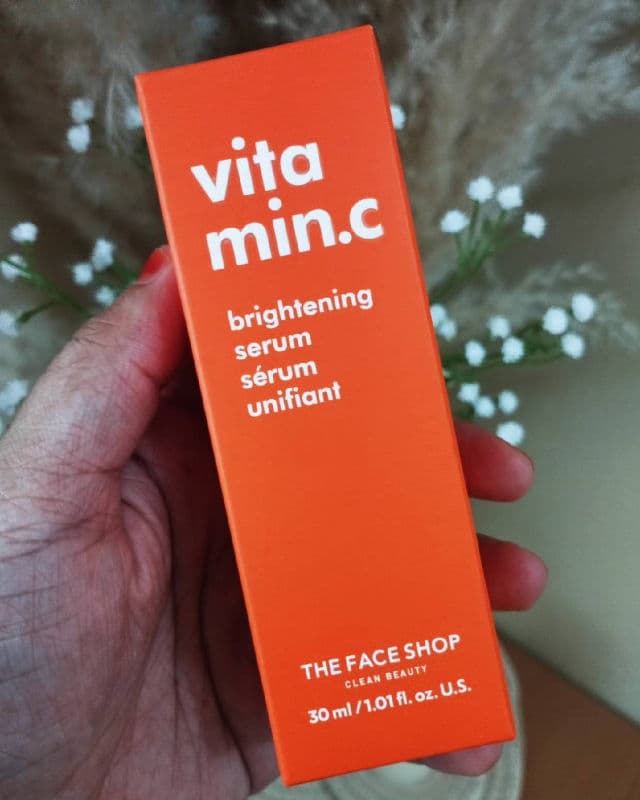 vita
min.c
brightening
serum
sérum
unifiant
THE FACE SHOP
CLEAN BEAUTY
30 ml / 1.01 fl. oz. U.S.